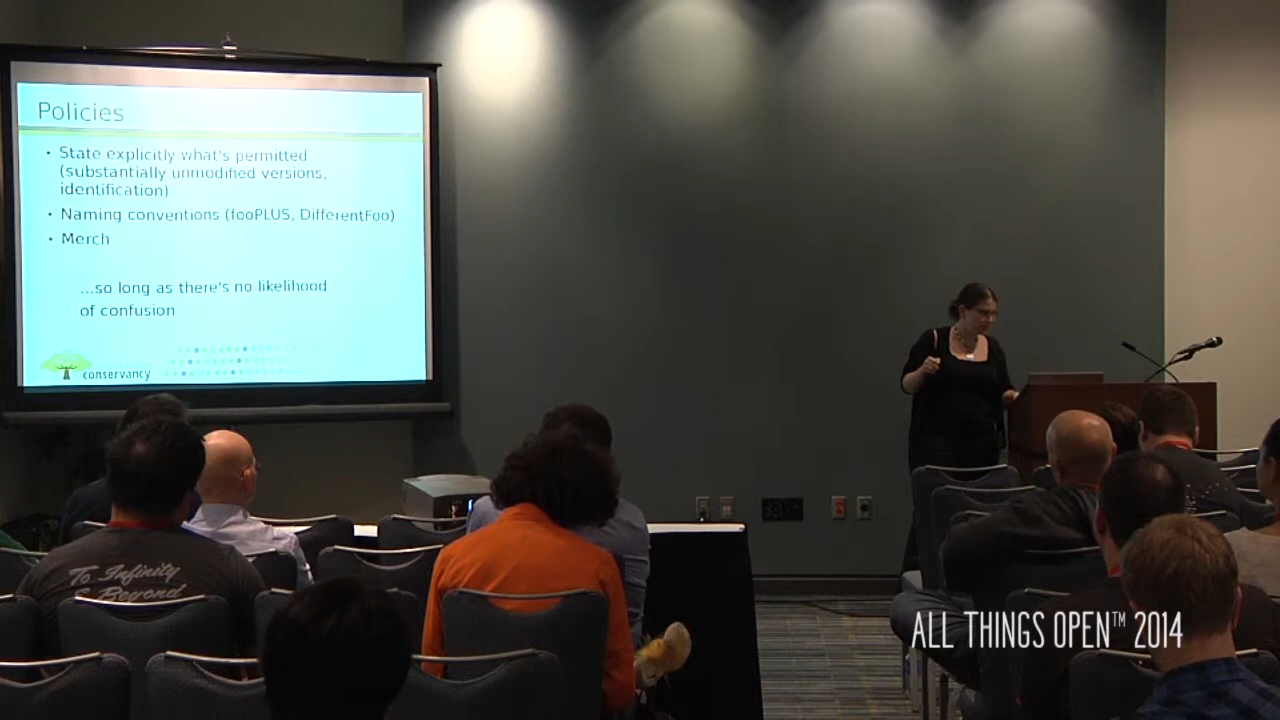 Policies
• State explicitly what's permitted
(substantially unmodified versions,
identification)
• Naming conventions (fooPLUS, DifferentFoo)
• Merch
...so long as there's no likelihood
of confusion
conservancy
To Infinity
& Beyond
ALL THINGS OPEN™ 2014